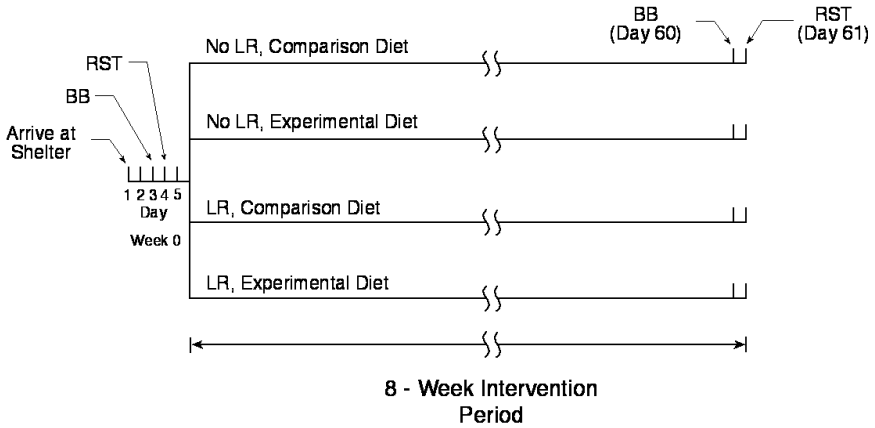 BB
(Day 60)
RST
(Day 61)
No LR, Comparison Diet
RST
BB
No LR, Experimental Diet
Arrive at
Shelter
1 2 3 4 5
Day
Week 0
LR, Comparison Diet
LR, Experimental Diet
8 - Week Intervention
Period